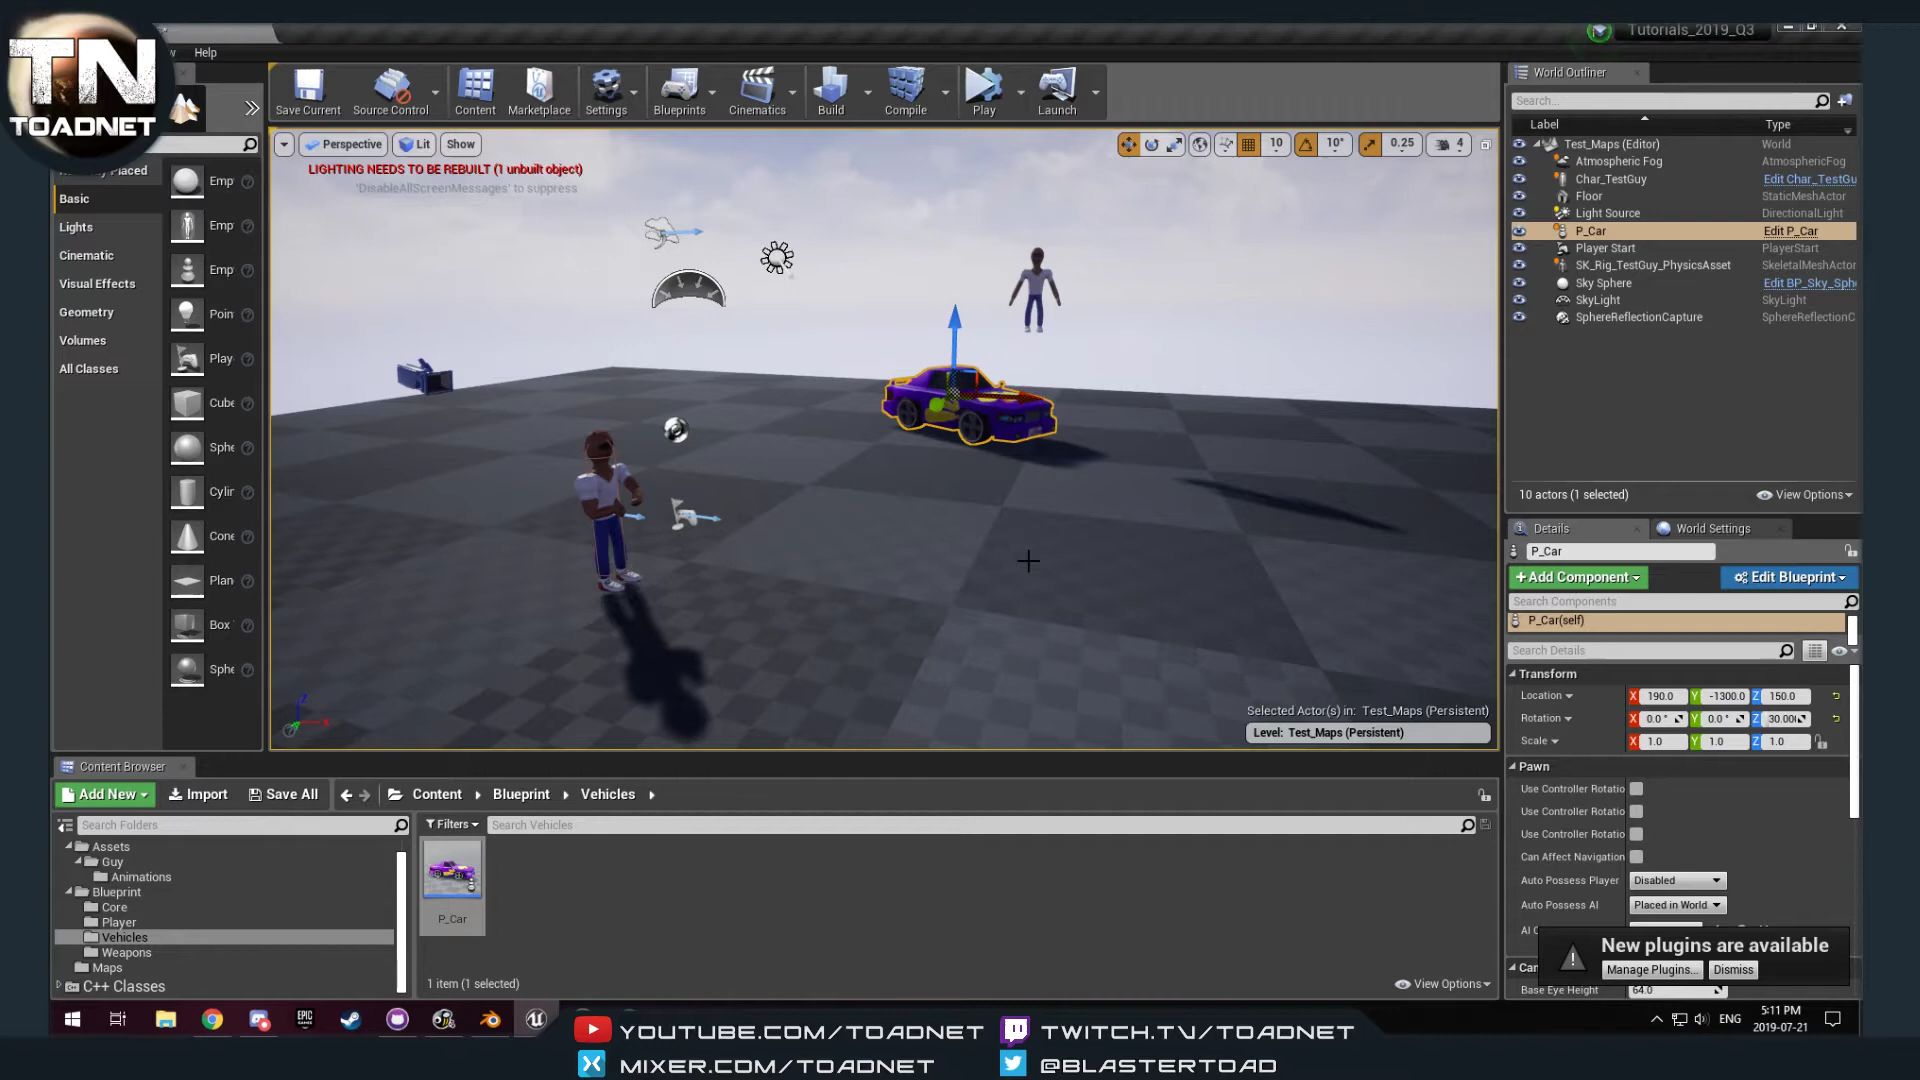 TN
TOADNET
Help
Tutorials_2019_Q3
Save Current
Source Control
Content
Marketplace
Settings
Blueprints
Cinematics
Build
Compile
Play
Launch
Placed
Basic
Lights
Cinematic
Visual Effects
Geometry
Volumes
All Classes
Emp
Emp
Emp
Poin
Play
Cube
Sphe
Cylin
Cone
Plan
Box
Sphe
Perspective
Lit
Show
10
10°
0.25
4
LIGHTING NEEDS TO BE REBUILT (1 unbuilt object)
'DisableAllScreenMessages' to suppress
Selected Actor(s) in: Test_Maps (Persistent)
Level: Test_Maps (Persistent)
World Outliner
Search...
Label Type
Test_Maps (Editor) World
Atmospheric Fog AtmosphericFog
Char_TestGuy Edit Char_TestGu
Floor StaticMeshActor
Light Source DirectionalLight
P_Car Edit P_Car
Player Start PlayerStart
SK_Rig_TestGuy_PhysicsAsset SkeletalMeshActor
Sky Sphere Edit BP_Sky_Sphe
SkyLight SkyLight
SphereReflectionCapture SphereReflectionC
10 actors (1 selected)
View Options
Details
World Settings
P_Car
+Add Component
Edit Blueprint
Search Components
P_Car(self)
Search Details
Transform
Location X 190.0 Y -1300.0 Z 150.0
Rotation X 0.0 ° Y 0.0 ° Z 30.00
Scale X 1.0 Y 1.0 Z 1.0
Pawn
Use Controller Rotatio
Use Controller Rotatio
Use Controller Rotatio
Can Affect Navigation
Auto Possess Player Disabled
Auto Possess AI Placed in World
AI C
New plugins are available
Manage Plugins...
Dismiss
Cam
Base Eye Height 64.0
Content Browser
Add New
Import
Save All
Content
Blueprint
Vehicles
Search Folders
Assets
Guy
Animations
Blueprint
Core
Player
Vehicles
Weapons
Maps
C++ Classes
Filters
Search Vehicles
P_Car
1 item (1 selected)
View Options
EPIC
GAMES
ENG
5:11 PM
2019-07-21
YOUTUBE.COM/TOADNET
TWITCH.TV/TOADNET
MIXER.COM/TOADNET
@BLASTERTOAD